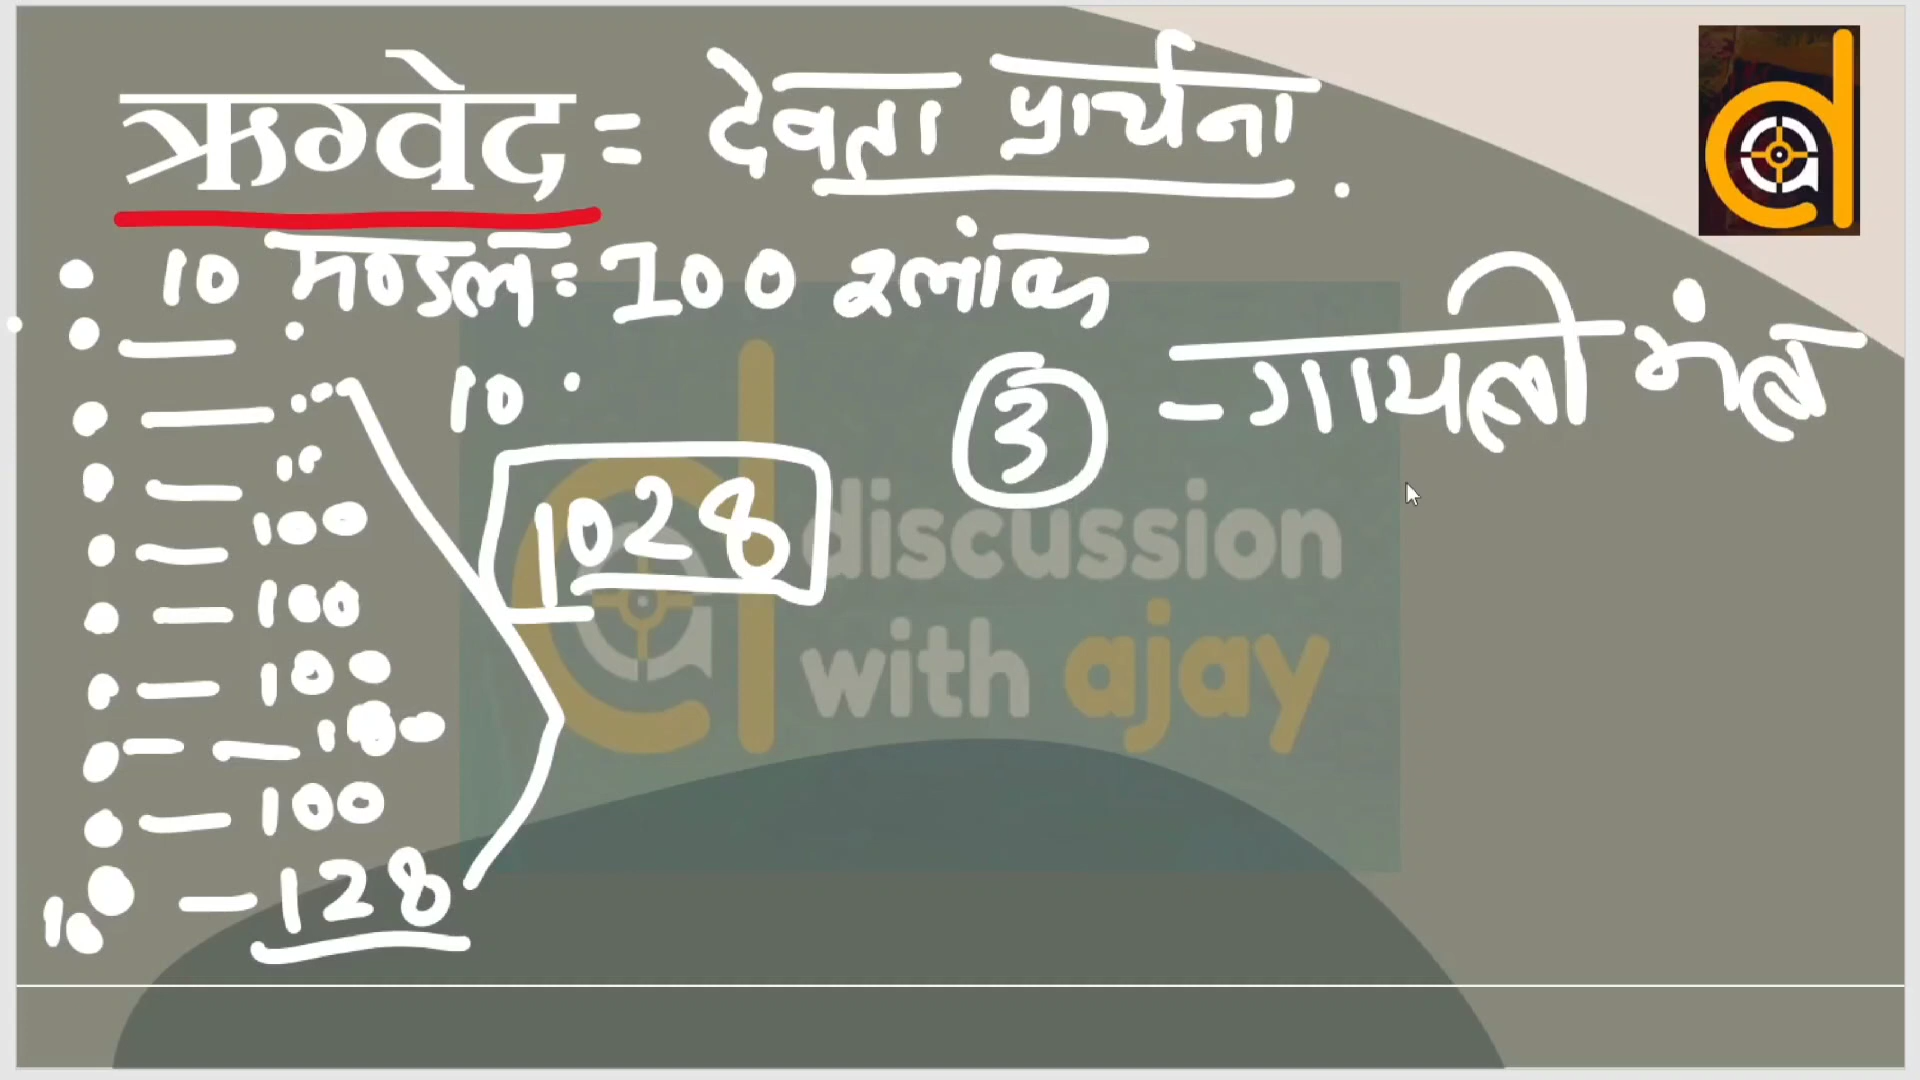 ऋग्वेद = देवता प्रार्थना .
10 मण्डल = 100 श्लोक
3 - गायत्री मंत्र
10
1028
100
100
100
100
100
10 - 128
discussion
with ajay